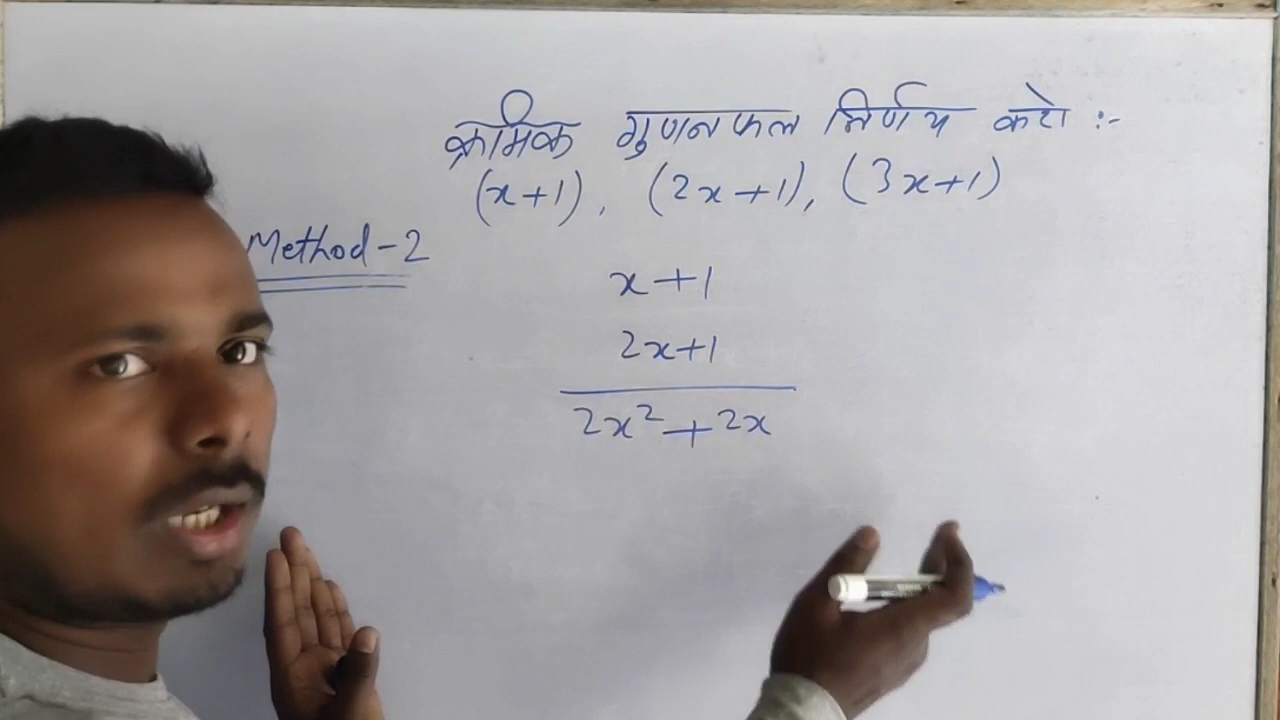 क्रमिक गुणनफल निर्णय करो :-
(x+1), (2x+1), (3x+1)
Method-2
x+1
2x+1
2x²+2x